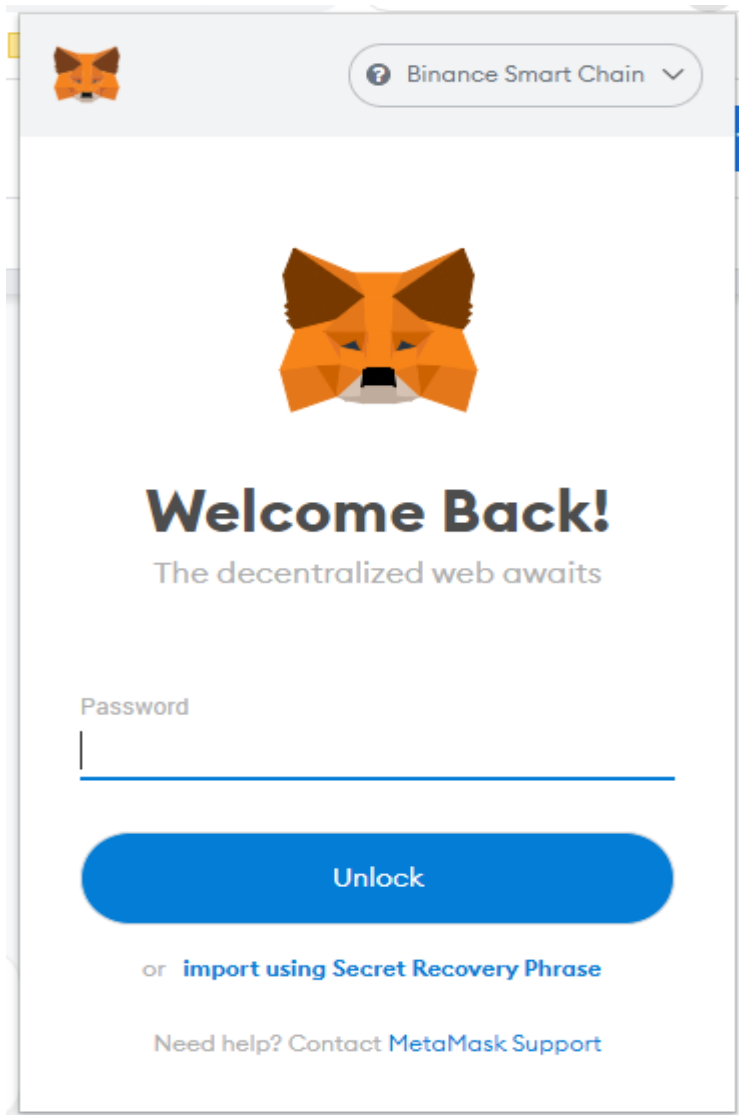 Binance Smart Chain
Welcome Back!
The decentralized web awaits
Password
Unlock
or import using Secret Recovery Phrase
Need help? Contact MetaMask Support